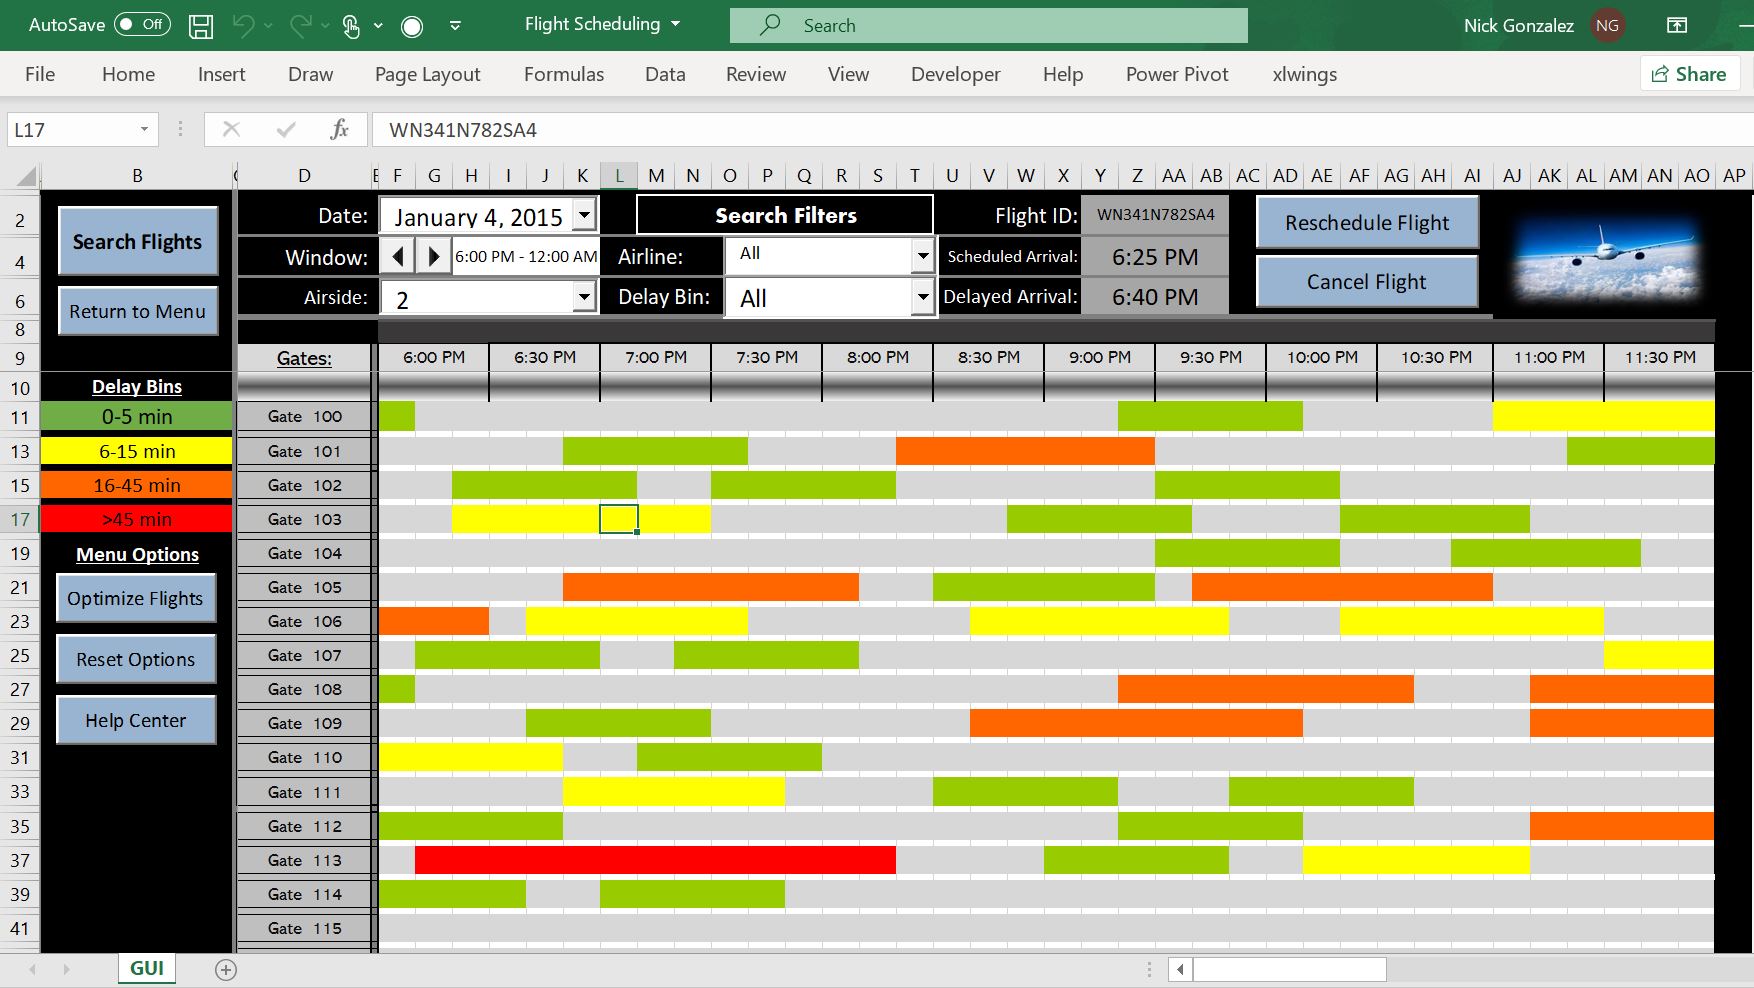 AutoSave Off Flight Scheduling Search Nick Gonzalez NG
File Home Insert Draw Page Layout Formulas Data Review View Developer Help Power Pivot xlwings Share
L17 fx WN341N782SA4
B D F G H I J K L M N O P Q R S T U V W X Y Z AA AB AC AD AE AF AG AH AI AJ AK AL AM AN AO AP
2 Search Flights Date: January 4, 2015 Search Filters Flight ID: WN341N782SA4 Reschedule Flight
4 Window: 6:00 PM - 12:00 AM Airline: All Scheduled Arrival: 6:25 PM
6 Return to Menu Airside: 2 Delay Bin: All Delayed Arrival: 6:40 PM Cancel Flight
8
9 Gates: 6:00 PM 6:30 PM 7:00 PM 7:30 PM 8:00 PM 8:30 PM 9:00 PM 9:30 PM 10:00 PM 10:30 PM 11:00 PM 11:30 PM
10 Delay Bins
11 0-5 min Gate 100
13 6-15 min Gate 101
15 16-45 min Gate 102
17 >45 min Gate 103
19 Menu Options Gate 104
21 Optimize Flights Gate 105
23 Gate 106
25 Reset Options Gate 107
27 Gate 108
29 Help Center Gate 109
31 Gate 110
33 Gate 111
35 Gate 112
37 Gate 113
39 Gate 114
41 Gate 115
GUI